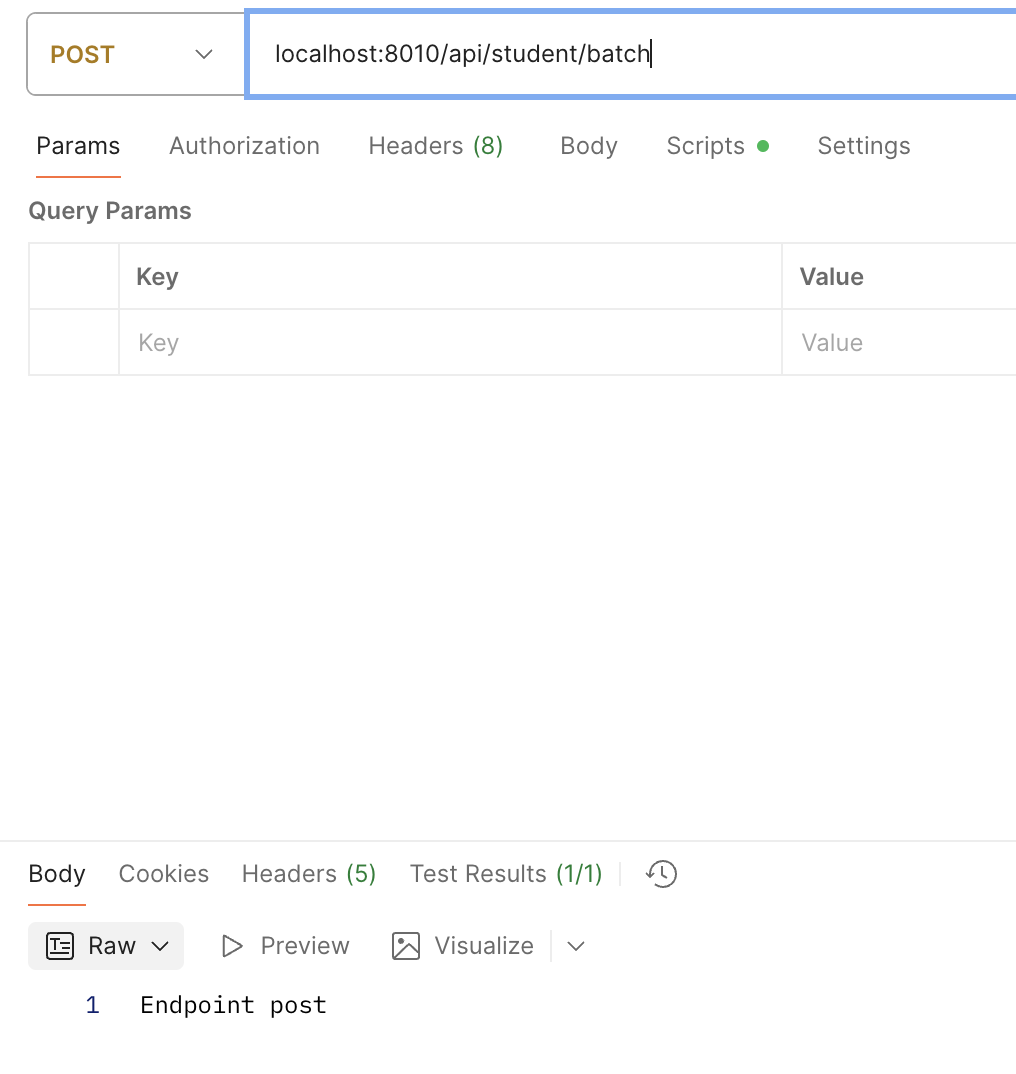 POST localhost:8010/api/student/batch
Params Authorization Headers (8) Body Scripts Settings
Query Params
Key Value
Key Value
Body Cookies Headers (5) Test Results (1/1)
Raw Preview Visualize
1 Endpoint post